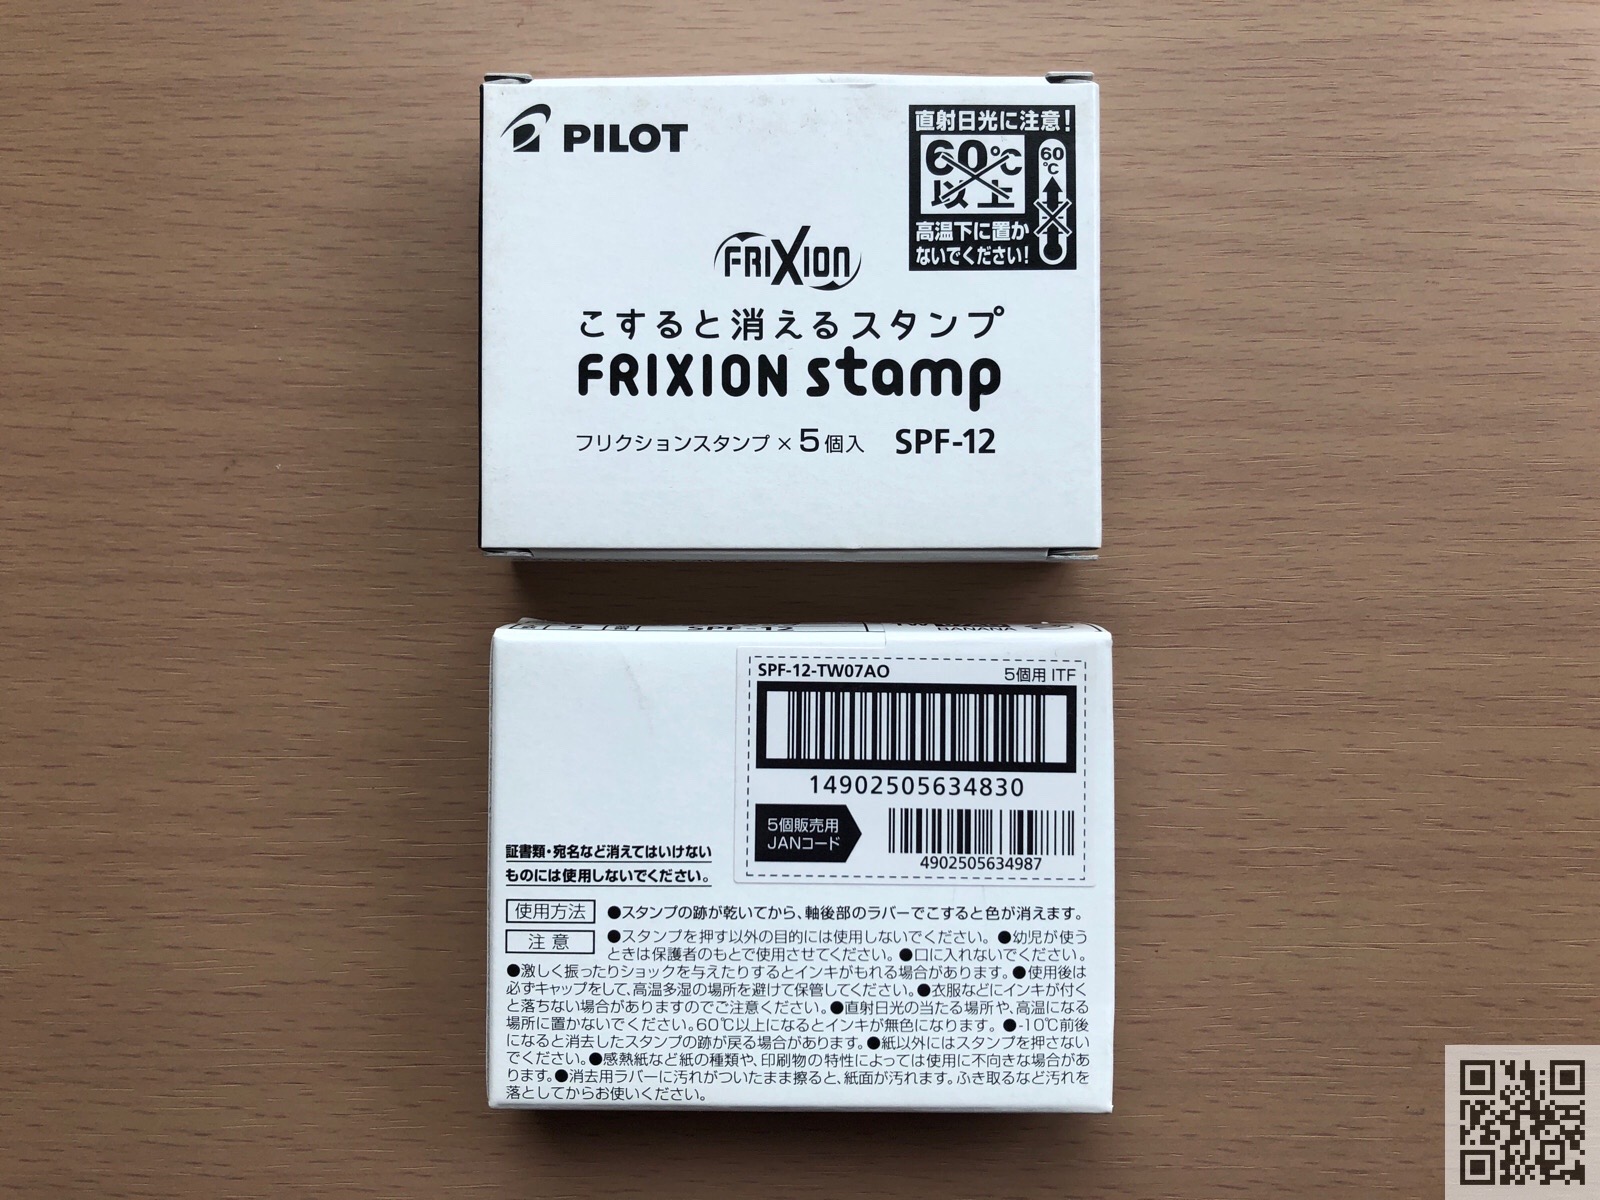 PILOT
直射日光に注意!
60℃
以上
60
℃
高温下に置か
ないでください!
FRIXION
こすると消えるスタンプ
FRIXION stamp
フリクションスタンプ×5個入 SPF-12
SPF-12
BANANA
SPF-12-TW07AO 5個用 ITF
14902505634830
5個販売用
JANコード
4902505634987
証書類・宛名など消えてはいけない
ものには使用しないでください。
使用方法 ●スタンプの跡が乾いてから、軸後部のラバーでこすると色が消えます。
注意 ●スタンプを押す以外の目的には使用しないでください。●幼児が使う
ときは保護者のもとで使用させてください。●口に入れないでください。
●激しく振ったりショックを与えたりするとインキがもれる場合があります。●使用後は
必ずキャップをして、高温多湿の場所を避けて保管してください。●衣服などにインキが付く
と落ちない場合がありますのでご注意ください。●直射日光の当たる場所や、高温になる
場所に置かないでください。60℃以上になるとインキが無色になります。●-10℃前後
になると消去したスタンプの跡が戻る場合があります。●紙以外にはスタンプを押さない
でください。●感熱紙など紙の種類や、印刷物の特性によっては使用に不向きな場合があ
ります。●消去用ラバーに汚れがついたまま擦ると、紙面が汚れます。ふき取るなど汚れを
落としてからお使いください。